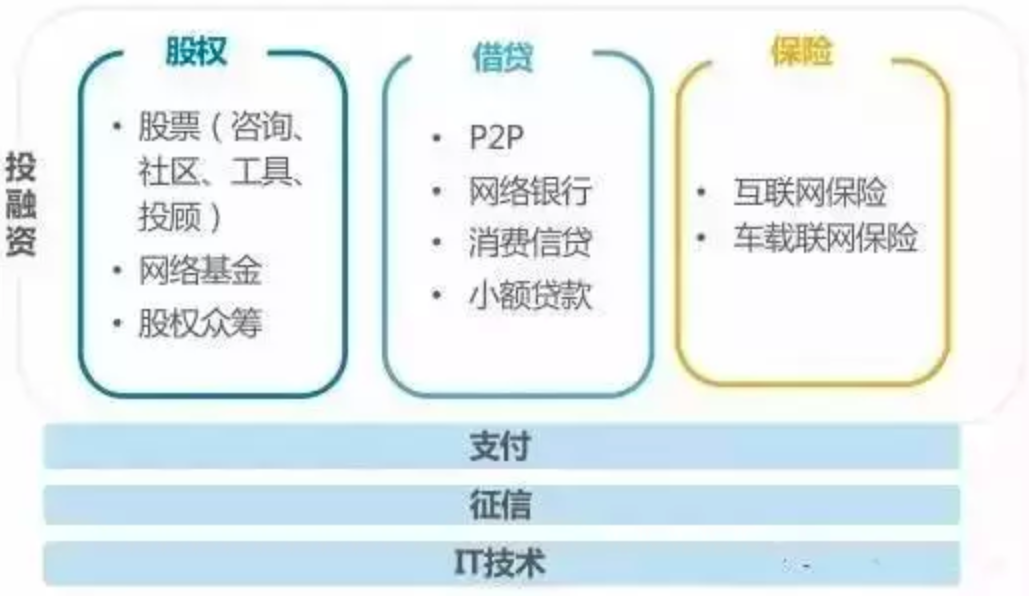 投融资
股权
• 股票（咨询、
社区、工具、
投顾）
• 网络基金
• 股权众筹
借贷
• P2P
• 网络银行
• 消费信贷
• 小额贷款
保险
• 互联网保险
• 车载联网保险
支付
征信
IT技术